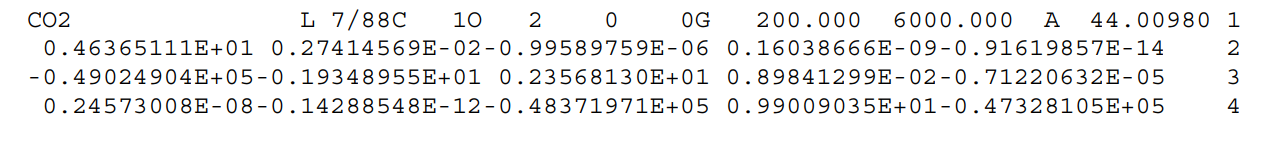 CO2               L 7/88C   1O   2    0    0G   200.000  6000.000  A  44.00980 1
 0.46365111E+01 0.27414569E-02-0.99589759E-06 0.16038666E-09-0.91619857E-14    2
-0.49024904E+05-0.19348955E+01 0.23568130E+01 0.89841299E-02-0.71220632E-05    3
 0.24573008E-08-0.14288548E-12-0.48371971E+05 0.99009035E+01-0.47328105E+05    4